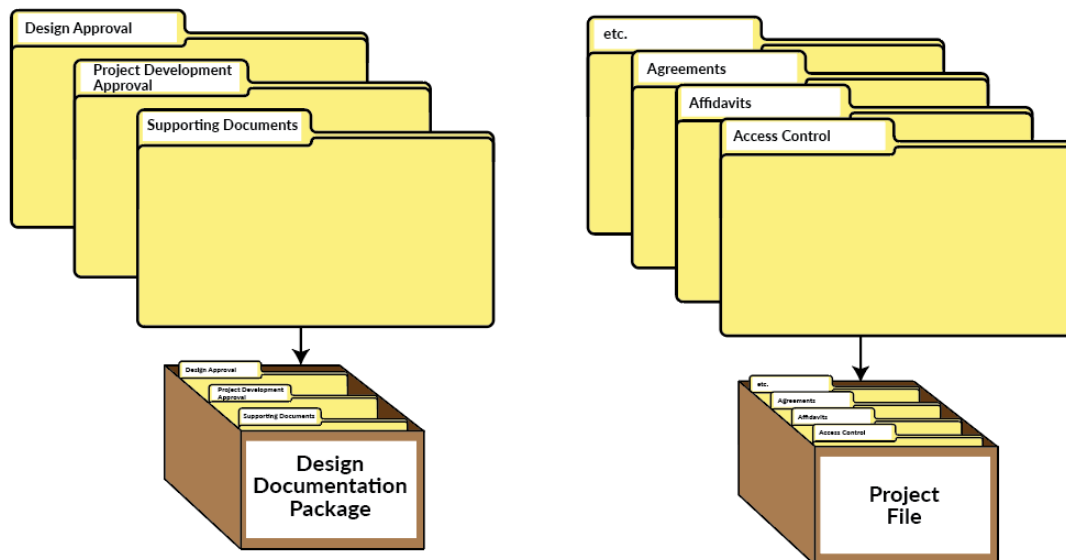 Design Approval
Project Development
Approval
Supporting Documents
etc.
Agreements
Affidavits
Access Control
Design Approval
Project Development
Approval
Supporting Documents
Design
Documentation
Package
etc.
Agreements
Affidavits
Access Control
Project
File